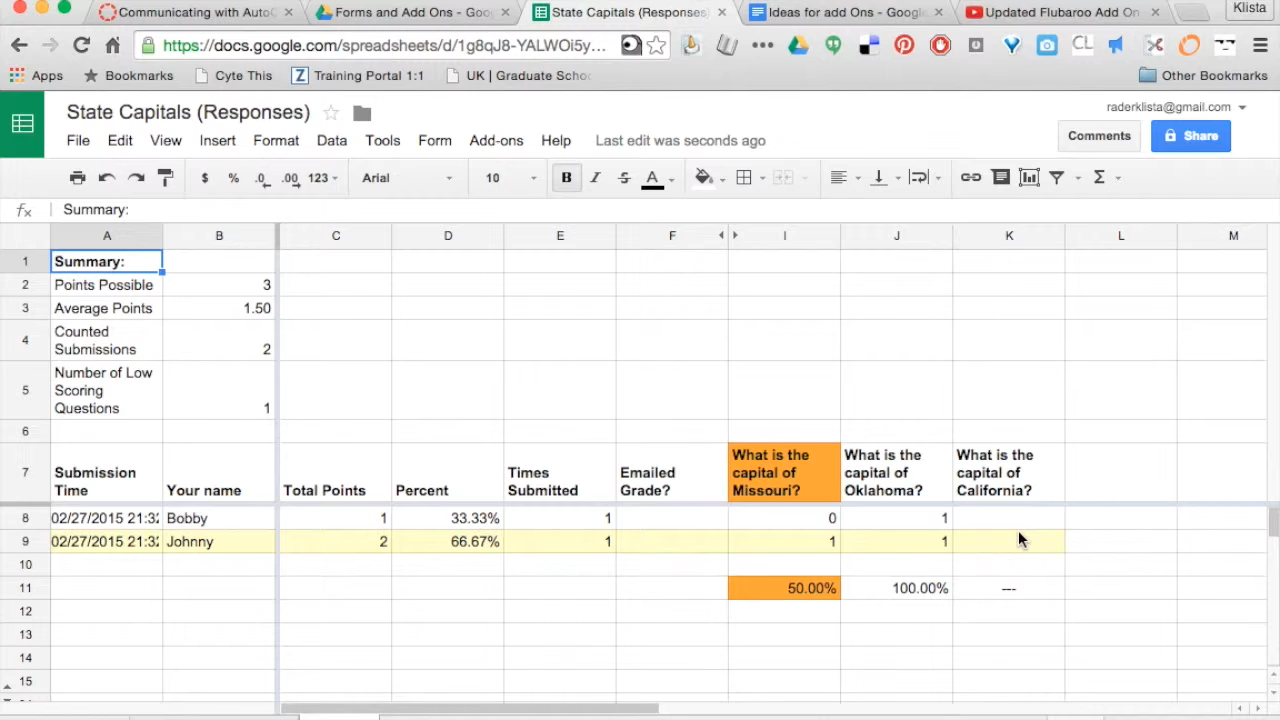 Communicating with AutoC
Forms and Add Ons - Goog
State Capitals (Responses)
Ideas for add Ons - Google
Updated Flubaroo Add On
Klista
https://docs.google.com/spreadsheets/d/1g8qJ8-YALWOi5y...
CL
Apps
Bookmarks
Cyte This
Training Portal 1:1
UK | Graduate Scho
Other Bookmarks
State Capitals (Responses)
raderklista@gmail.com
File Edit View Insert Format Data Tools Form Add-ons Help Last edit was seconds ago
Comments
Share
$ % .0 .00 123 Arial 10 B I S A Σ
fx Summary:
A B C D E F I J K L M
1 Summary:
2 Points Possible 3
3 Average Points 1.50
4 Counted
Submissions 2
5 Number of Low
Scoring
Questions 1
6
7 Submission
Time
Your name
Total Points
Percent
Times
Submitted
Emailed
Grade?
What is the
capital of
Missouri?
What is the
capital of
Oklahoma?
What is the
capital of
California?
8 02/27/2015 21:32 Bobby 1 33.33% 1 0 1
9 02/27/2015 21:32 Johnny 2 66.67% 1 1 1
10
11 50.00% 100.00% ---
12
13
14
15